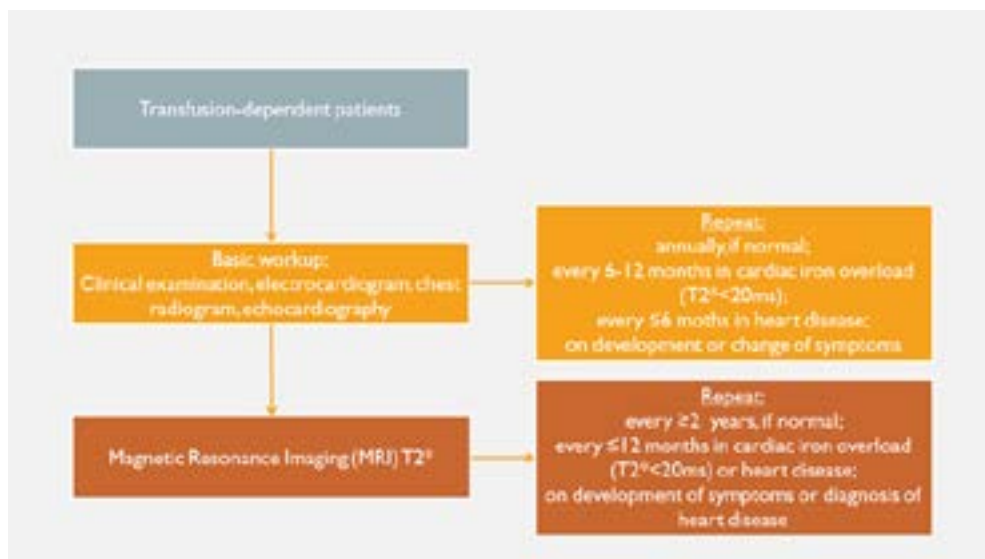 Transfusion-dependent patients
Basic workup:
Clinical examination, electrocardiogram, chest
radiogram, echocardiography
Repeat:
annually, if normal;
every 6-12 months in cardiac iron overload
(T2*<20ms);
every ≤6 moths in heart disease;
on development or change of symptoms
Magnetic Resonance Imaging (MRI) T2*
Repeat:
every ≥2 years, if normal;
every ≤12 months in cardiac iron overload
(T2*<20ms) or heart disease;
on development of symptoms or diagnosis of
heart disease